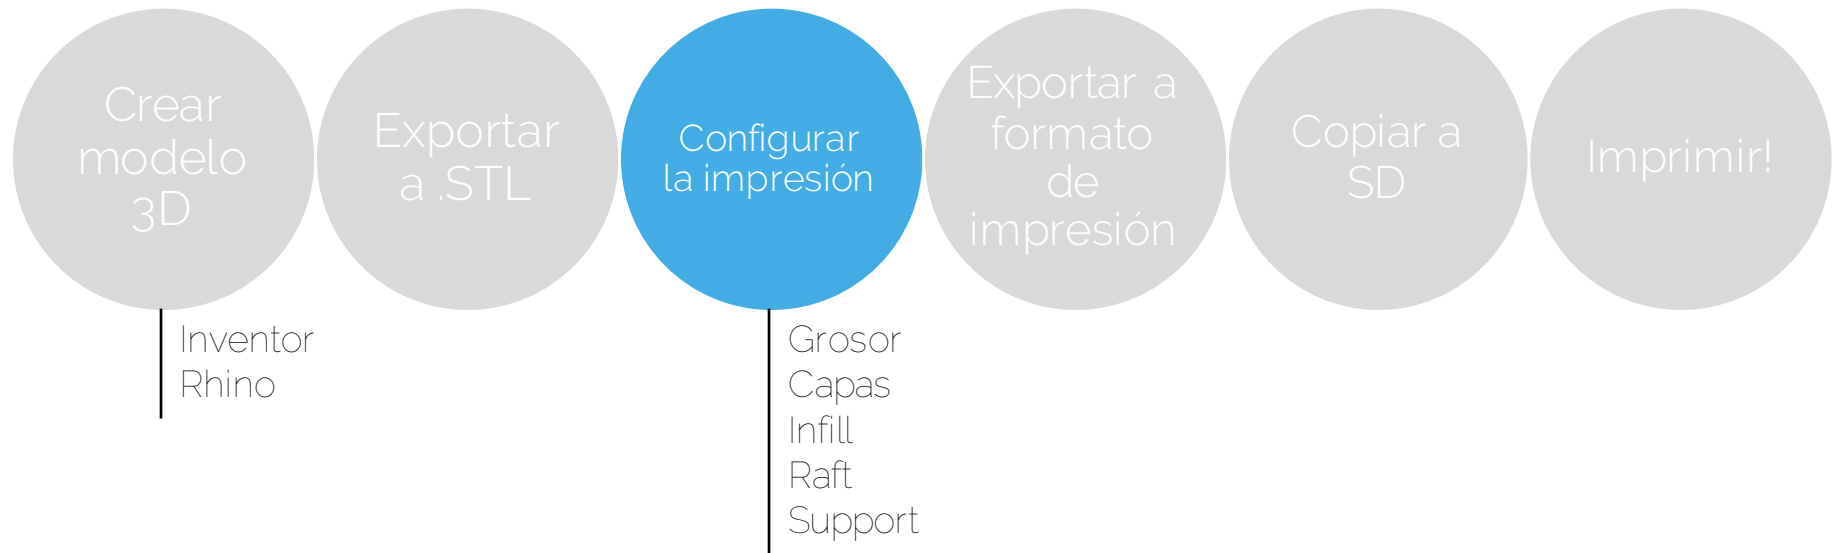 Crear
modelo
3D
Exportar
a .STL
Configurar
la impresión
Exportar a
formato
de
impresión
Copiar a
SD
Imprimir!
Inventor
Rhino
Grosor
Capas
Infill
Raft
Support